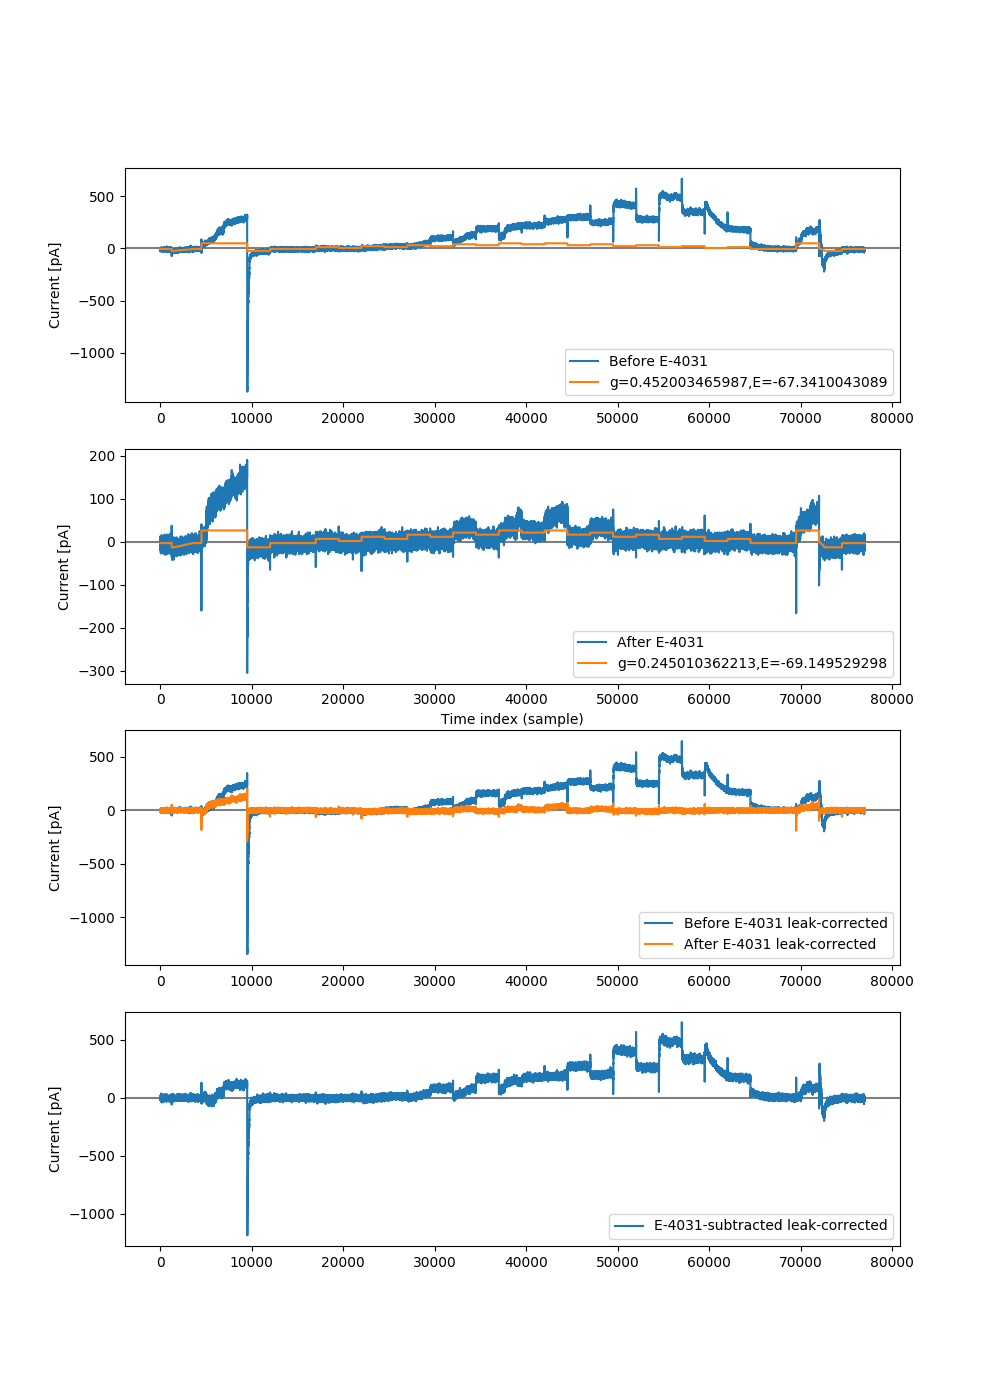 500
0
−500
−1000
Current [pA]
Before E-4031
g=0.452003465987,E=-67.3410043089
0 10000 20000 30000 40000 50000 60000 70000 80000
200
100
0
−100
−200
−300
Current [pA]
After E-4031
g=0.245010362213,E=-69.149529298
0 10000 20000 30000 40000 50000 60000 70000 80000
Time index (sample)
500
0
−500
−1000
Current [pA]
Before E-4031 leak-corrected
After E-4031 leak-corrected
0 10000 20000 30000 40000 50000 60000 70000 80000
500
0
−500
−1000
Current [pA]
E-4031-subtracted leak-corrected
0 10000 20000 30000 40000 50000 60000 70000 80000